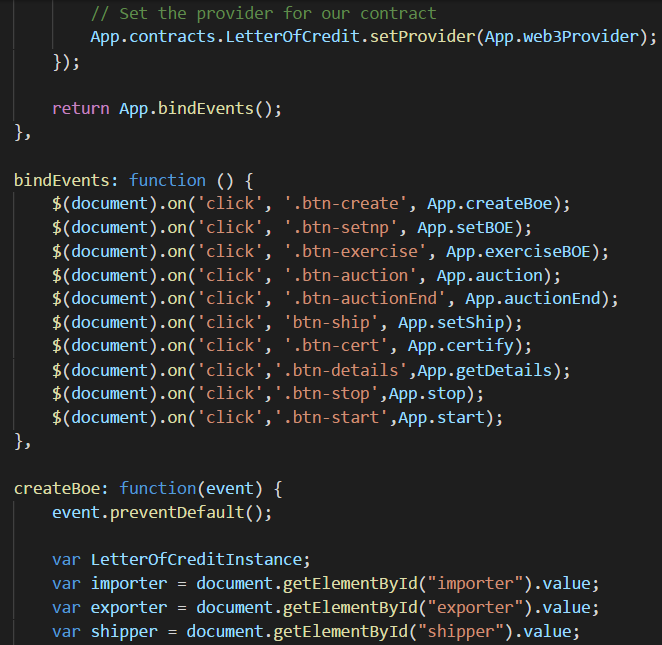 // Set the provider for our contract
App.contracts.LetterOfCredit.setProvider(App.web3Provider);
});
return App.bindEvents();
},
bindEvents: function () {
$(document).on('click', '.btn-create', App.createBoe);
$(document).on('click', '.btn-setnp', App.setBOE);
$(document).on('click', '.btn-exercise', App.exerciseBOE);
$(document).on('click', '.btn-auction', App.auction);
$(document).on('click', '.btn-auctionEnd', App.auctionEnd);
$(document).on('click', 'btn-ship', App.setShip);
$(document).on('click', '.btn-cert', App.certify);
$(document).on('click','.btn-details',App.getDetails);
$(document).on('click','.btn-stop',App.stop);
$(document).on('click','.btn-start',App.start);
},
createBoe: function(event) {
event.preventDefault();
var LetterOfCreditInstance;
var importer = document.getElementById("importer").value;
var exporter = document.getElementById("exporter").value;
var shipper = document.getElementById("shipper").value;